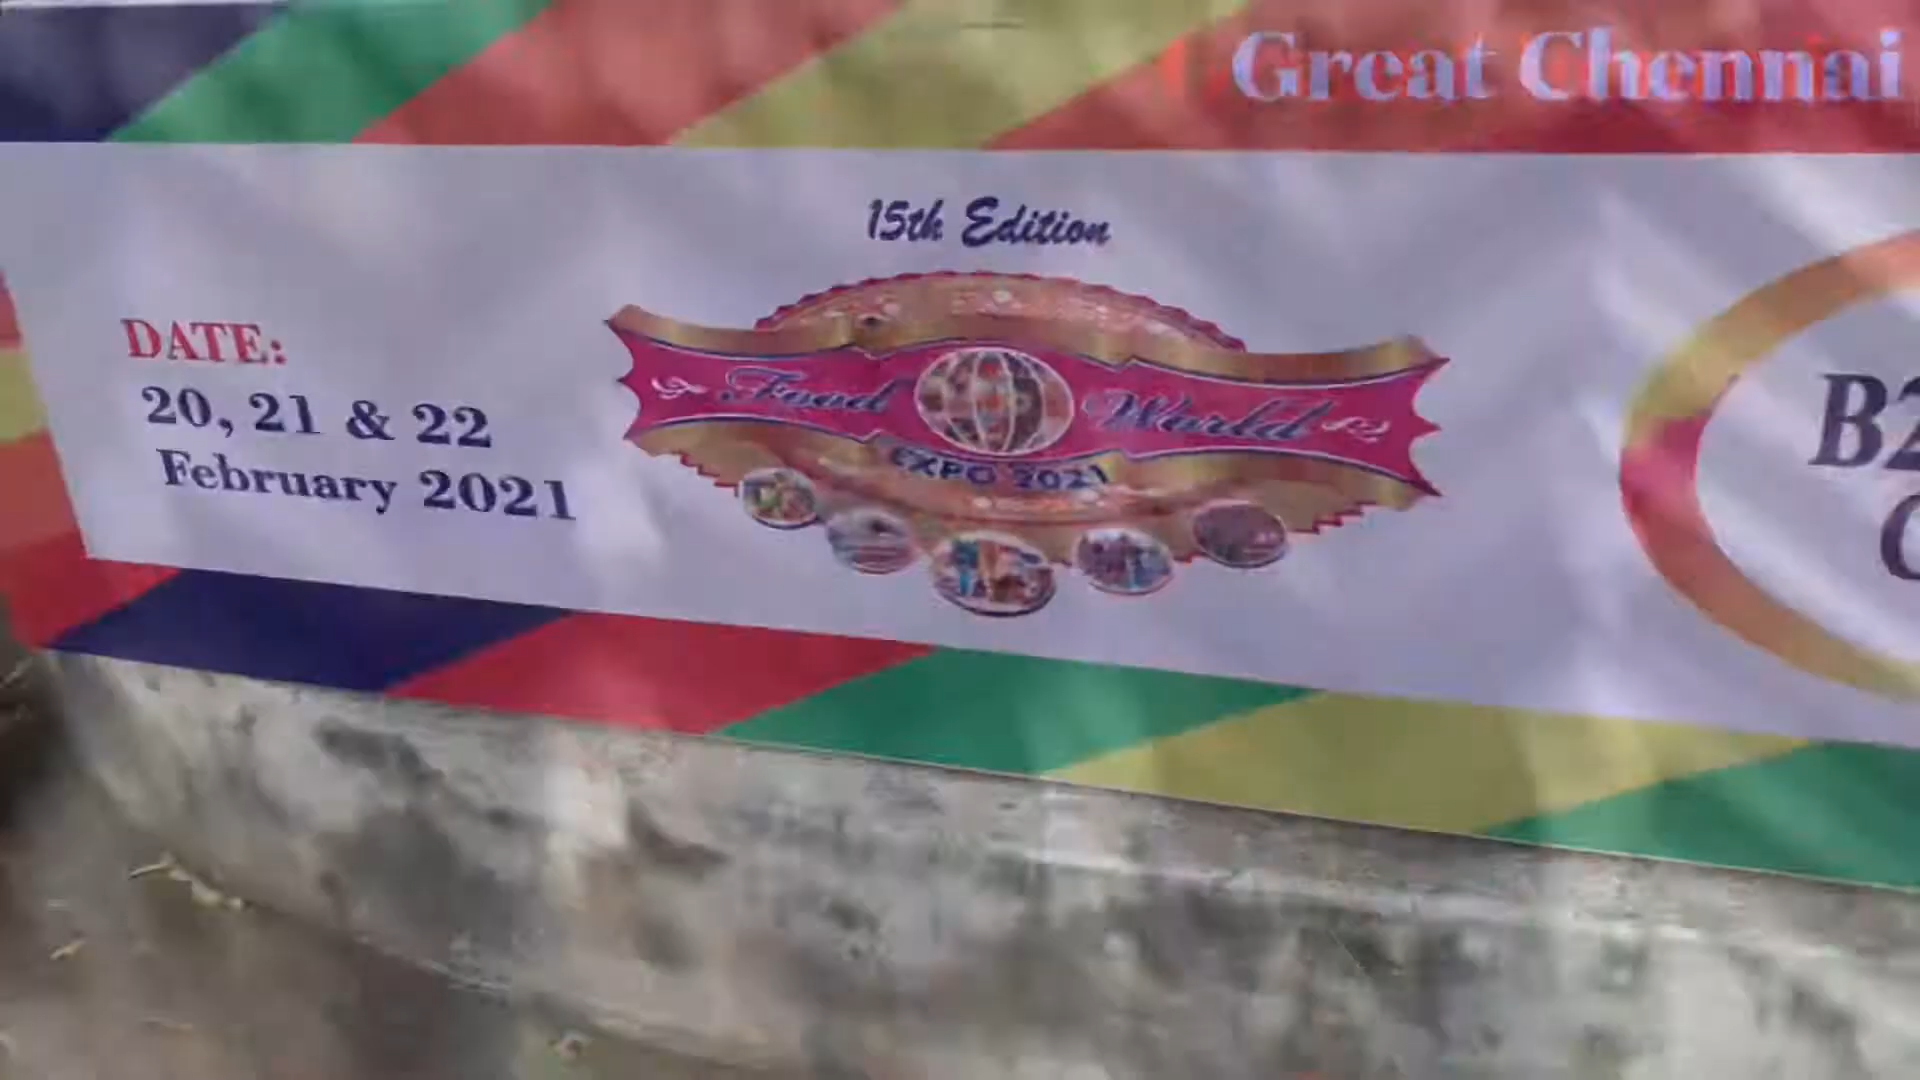 Great Chennai
15th Edition
DATE:
20, 21 & 22
February 2021
Food World
EXPO 2021